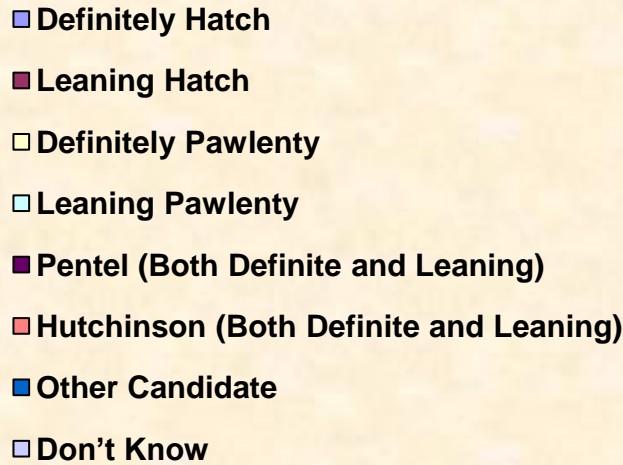 Definitely Hatch
Leaning Hatch
Definitely Pawlenty
Leaning Pawlenty
Pentel (Both Definite and Leaning)
Hutchinson (Both Definite and Leaning)
Other Candidate
Don’t Know